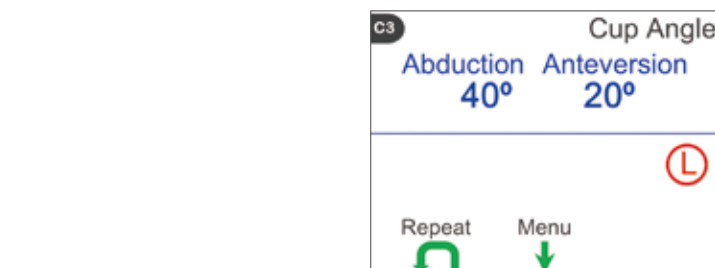 C3
Cup Angle
Abduction Anteversion
40º 20º
L
Repeat Menu